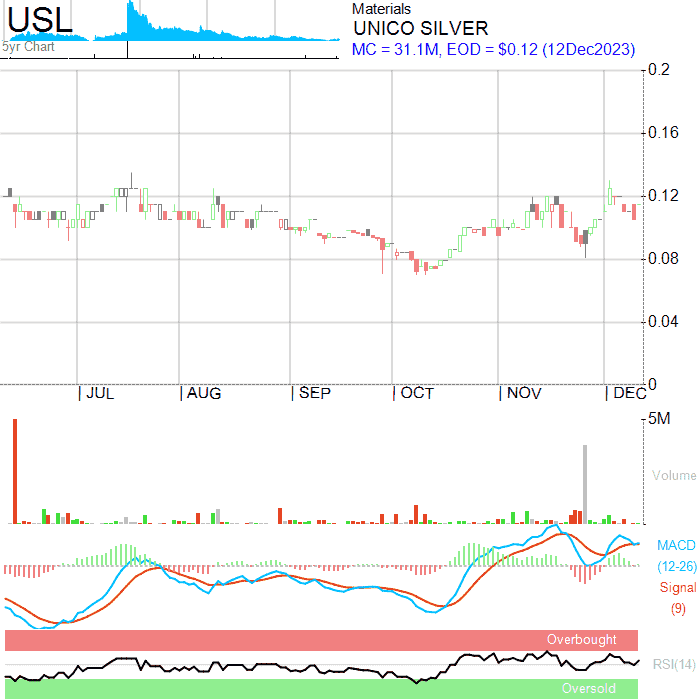 USL
5yr Chart
Materials
UNICO SILVER
MC = 31.1M, EOD = $0.12 (12Dec2023)
0.2
0.16
0.12
0.08
0.04
0
JUL AUG SEP OCT NOV DEC
5M
Volume
MACD
(12-26)
Signal
(9)
Overbought
RSI(14)
Oversold